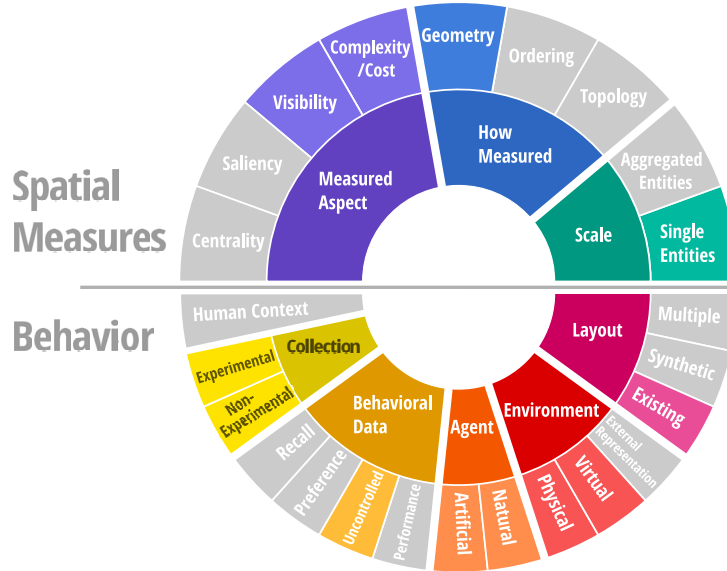 Spatial
Measures
Behavior
Centrality
Saliency
Visibility
Complexity
/Cost
Measured
Aspect
Geometry
Ordering
Topology
How
Measured
Aggregated
Entities
Single
Entities
Scale
Human Context
Collection
Experimental
Non-
Experimental
Behavioral
Data
Recall
Preference
Uncontrolled
Performance
Agent
Artificial
Natural
Environment
Physical
Virtual
External
Representation
Layout
Multiple
Synthetic
Existing